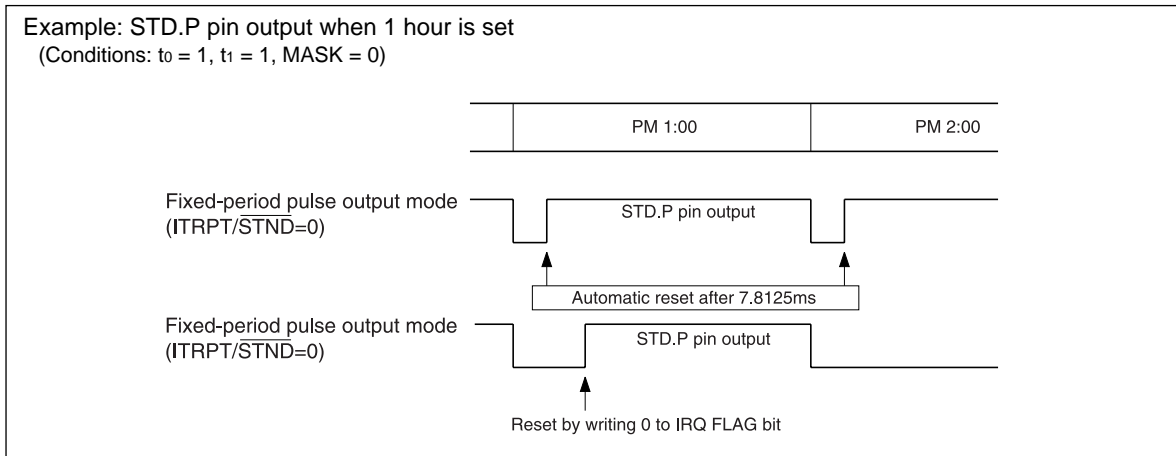 Example: STD.P pin output when 1 hour is set
(Conditions: t0 = 1, t1 = 1, MASK = 0)
PM 1:00
PM 2:00
Fixed-period pulse output mode
(ITRPT/S̅T̅N̅D̅=0)
STD.P pin output
Automatic reset after 7.8125ms
Fixed-period pulse output mode
(ITRPT/S̅T̅N̅D̅=0)
STD.P pin output
Reset by writing 0 to IRQ FLAG bit